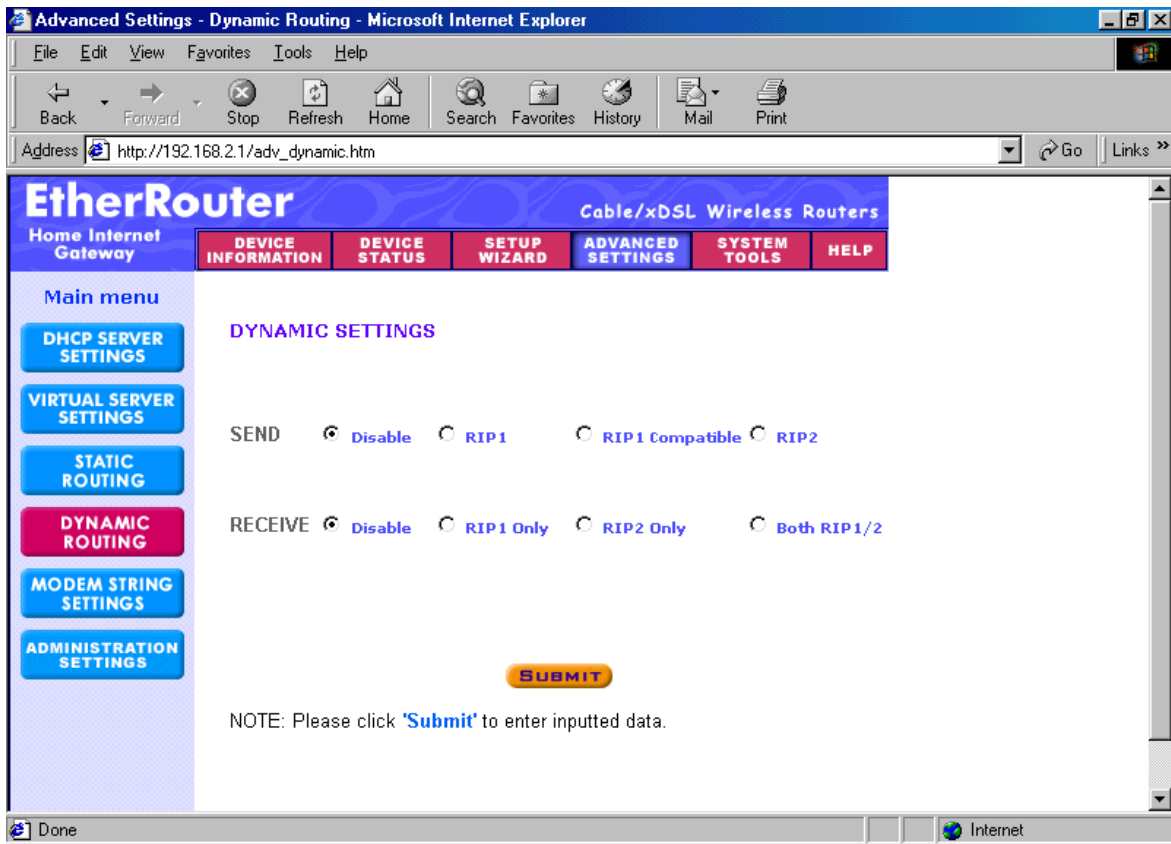 Advanced Settings - Dynamic Routing - Microsoft Internet Explorer
File Edit View Favorites Tools Help
Back Forward Stop Refresh Home Search Favorites History Mail Print
Address http://192.168.2.1/adv_dynamic.htm Go Links »
EtherRouter
Home Internet
Gateway
Cable/xDSL Wireless Routers
DEVICE INFORMATION
DEVICE STATUS
SETUP WIZARD
ADVANCED SETTINGS
SYSTEM TOOLS
HELP
Main menu
DHCP SERVER
SETTINGS
VIRTUAL SERVER
SETTINGS
STATIC
ROUTING
DYNAMIC
ROUTING
MODEM STRING
SETTINGS
ADMINISTRATION
SETTINGS
DYNAMIC SETTINGS
SEND Disable RIP1 RIP1 Compatible RIP2
RECEIVE Disable RIP1 Only RIP2 Only Both RIP1/2
SUBMIT
NOTE: Please click 'Submit' to enter inputted data.
Done Internet